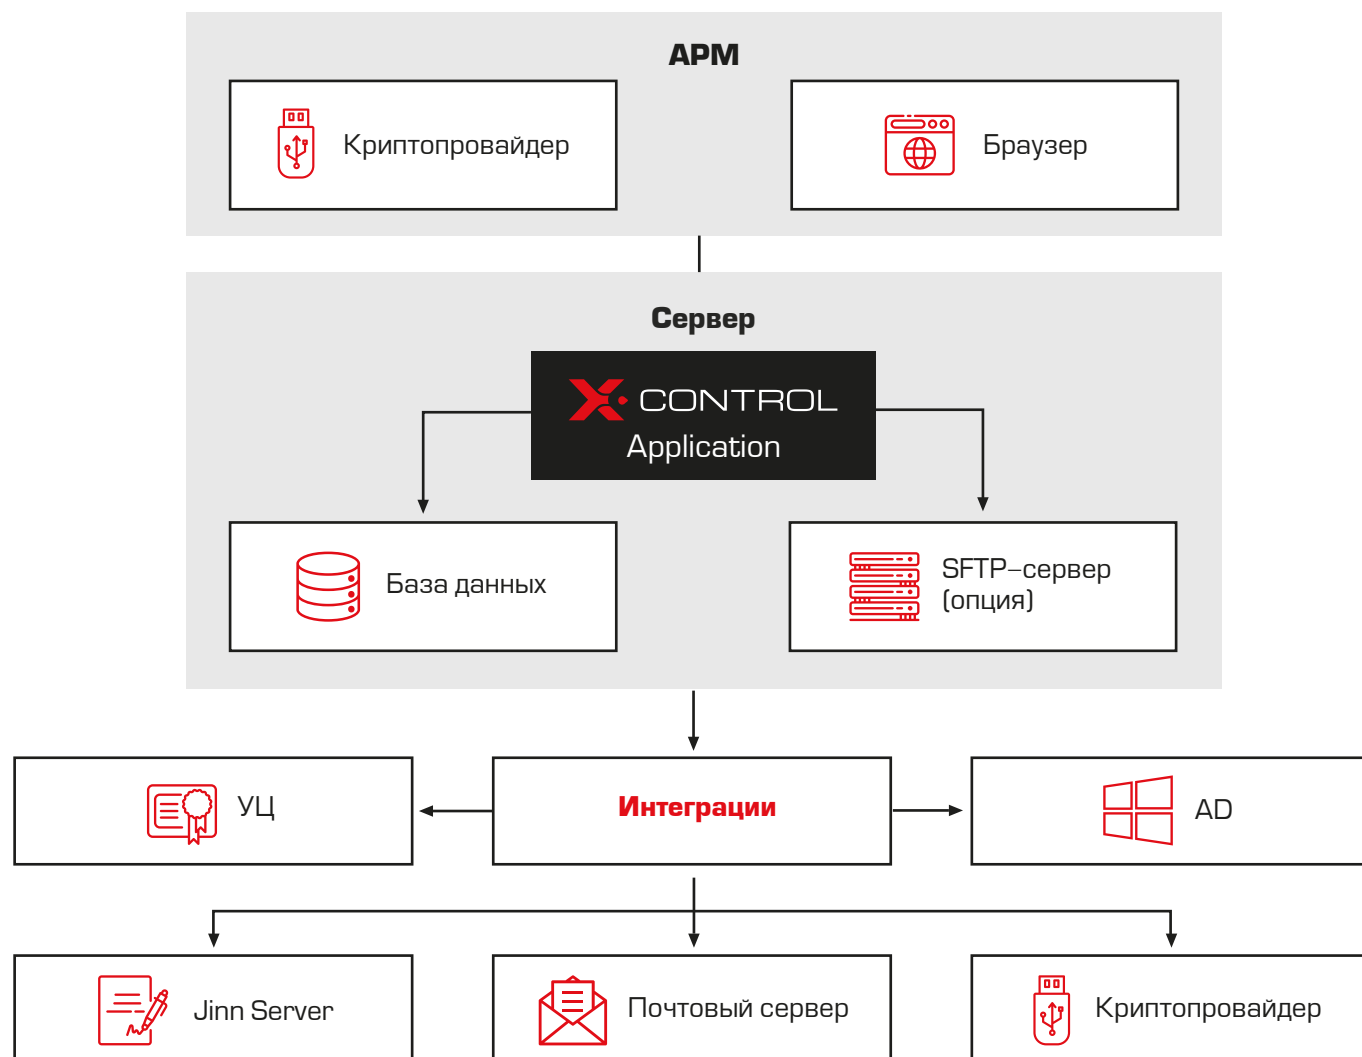 АРМ
Криптопровайдер
Браузер
Сервер
X-CONTROL
Application
База данных
SFTP-сервер
(опция)
УЦ
Интеграции
AD
Jinn Server
Почтовый сервер
Криптопровайдер